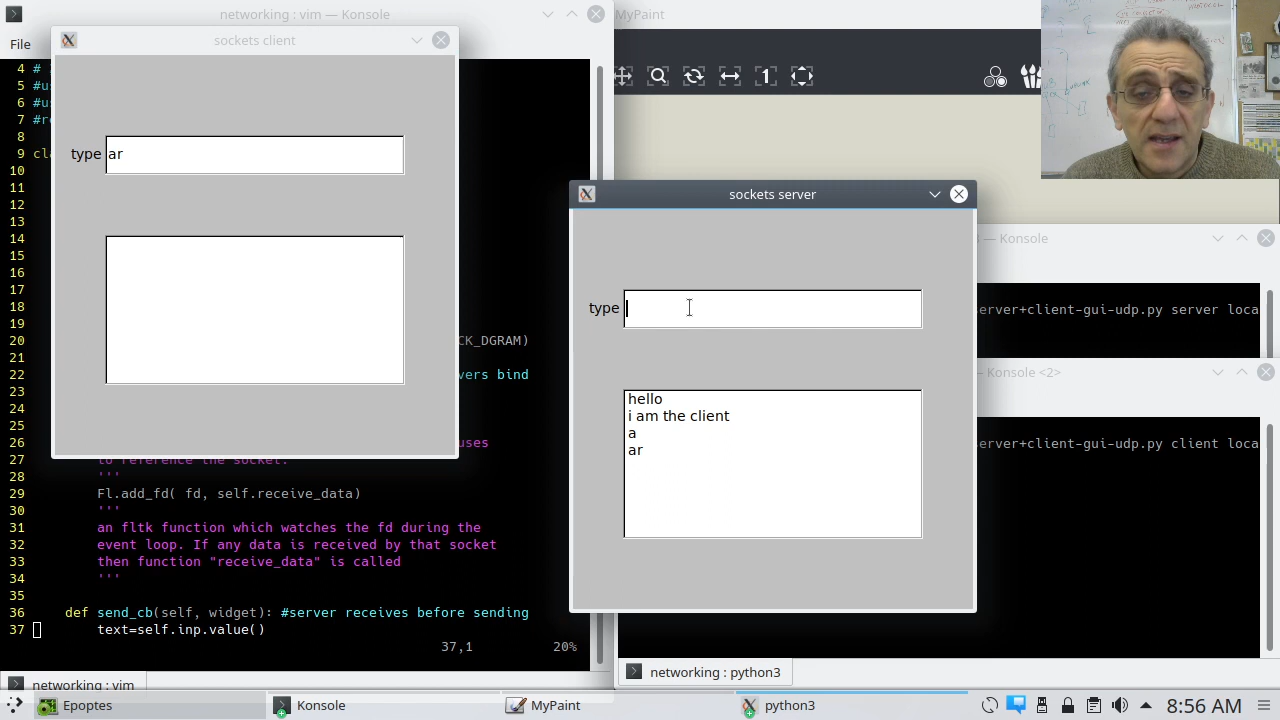 networking : vim — Konsole
MyPaint
File
sockets client
type ar
4 #
5 #us
6 #us
7 #re
8
9 cla
10
11
12
13
14
15
16
17
18
19
20 CK_DGRAM)
21
22 vers bind
23
24
25
26 uses
27 to reference the socket.
28 '''
29 Fl.add_fd( fd, self.receive_data)
30 '''
31 an fltk function which watches the fd during the
32 event loop. If any data is received by that socket
33 then function "receive_data" is called
34 '''
35
36 def send_cb(self, widget): #server receives before sending
37 text=self.inp.value()
37,1 20%
networking : vim
sockets server
type
hello
i am the client
a
ar
— Konsole
erver+client-gui-udp.py server loca
— Konsole <2>
erver+client-gui-udp.py client loca
networking : python3
Epoptes
Konsole
MyPaint
python3
8:56 AM